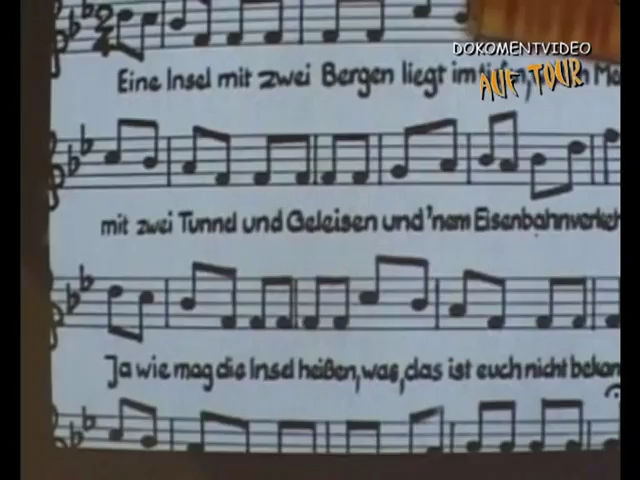 DOKOMENTVIDEO
AUF TOUR
Eine Insel mit zwei Bergen liegt im
mit zwei Tunnel und Geleisen und 'nem Eisenbahnverkeh
Ja wie mag die Insel heißen, was, das ist euch nicht bekan